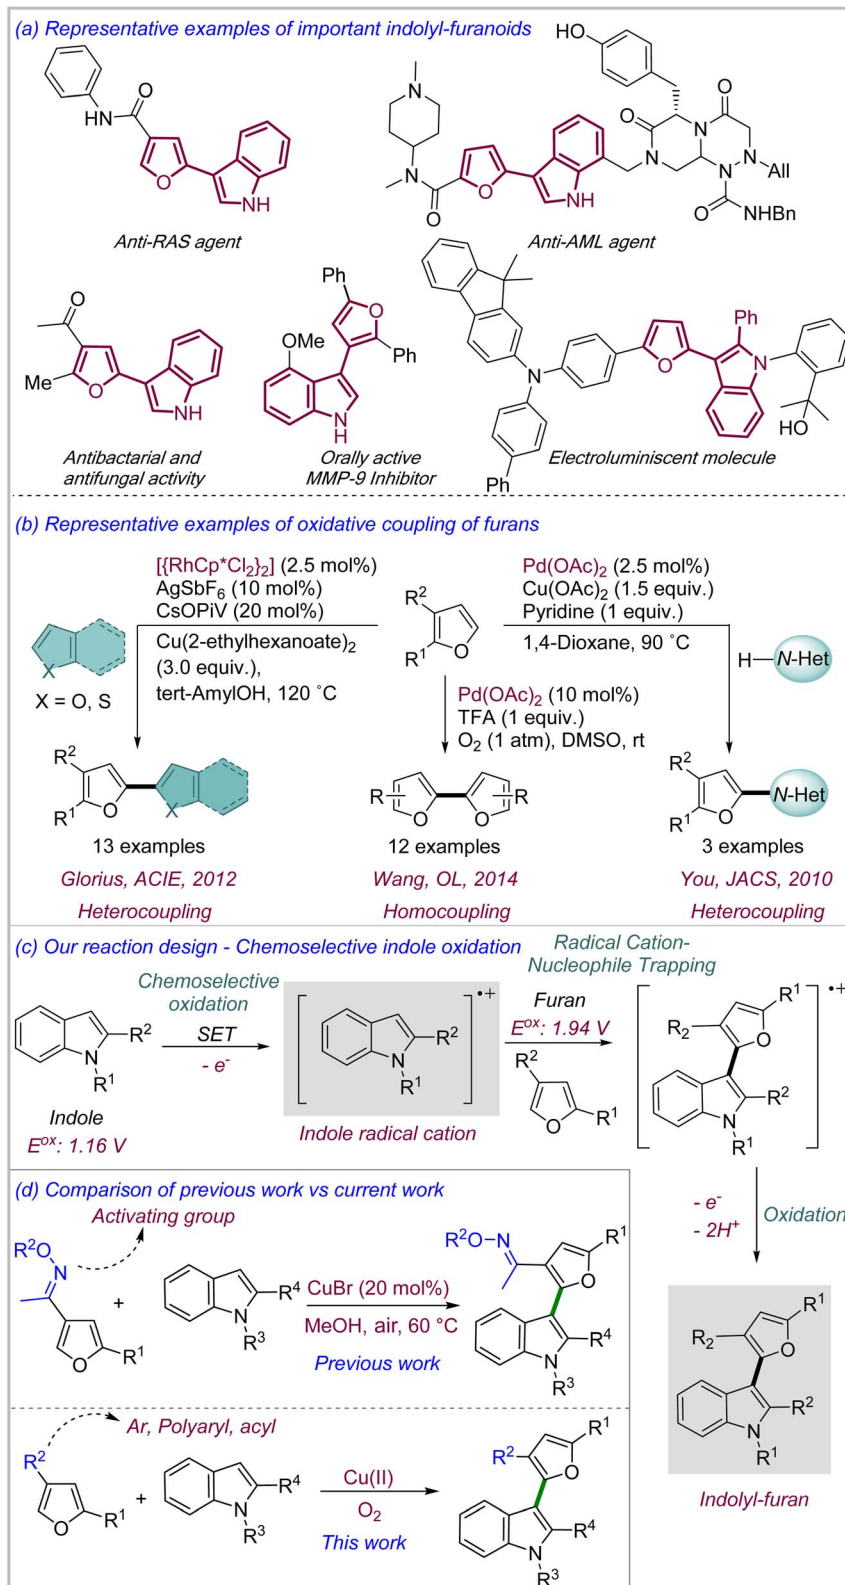 (a) Representative examples of important indolyl-furanoids
O
NH
O
NH
Anti-RAS agent
N
N
O
O
NH
HO
O
O
N
N
N
N
All
O
NHBn
Anti-AML agent
O
Me
O
NH
Antibactarial and
antifungal activity
Ph
O
Ph
OMe
N
H
Orally active
MMP-9 Inhibitor
N
Ph
O
Ph
N
HO
Electroluminiscent molecule
(b) Representative examples of oxidative coupling of furans
[{RhCp*Cl2}2] (2.5 mol%)
AgSbF6 (10 mol%)
CsOPiV (20 mol%)
Cu(2-ethylhexanoate)2
(3.0 equiv.),
tert-AmylOH, 120 ˚C
X
X = O, S
R2
R1
O
Pd(OAc)2 (2.5 mol%)
Cu(OAc)2 (1.5 equiv.)
Pyridine (1 equiv.)
1,4-Dioxane, 90 ˚C
H
N-Het
Pd(OAc)2 (10 mol%)
TFA (1 equiv.)
O2 (1 atm), DMSO, rt
R2
R1
O
X
13 examples
Glorius, ACIE, 2012
Heterocoupling
R
O
O
R
12 examples
Wang, OL, 2014
Homocoupling
R2
R1
O
N-Het
3 examples
You, JACS, 2010
Heterocoupling
(c) Our reaction design - Chemoselective indole oxidation
R2
N
R1
Indole
Eox: 1.16 V
Chemoselective
oxidation
SET
- e-
•+
R2
N
R1
Indole radical cation
Radical Cation-
Nucleophile Trapping
Furan
Eox: 1.94 V
R2
O
R1
•+
R1
R2
O
R2
N
R1
- e-
- 2H+
Oxidation
R1
R2
O
R2
N
R1
Indolyl-furan
(d) Comparison of previous work vs current work
Activating group
R2O
N
O
R1
+
R4
N
R3
CuBr (20 mol%)
MeOH, air, 60 °C
Previous work
R2O
N
R1
O
R4
N
R3
Ar, Polyaryl, acyl
R2
O
R1
+
R4
N
R3
Cu(II)
O2
This work
R1
R2
O
R4
N
R3